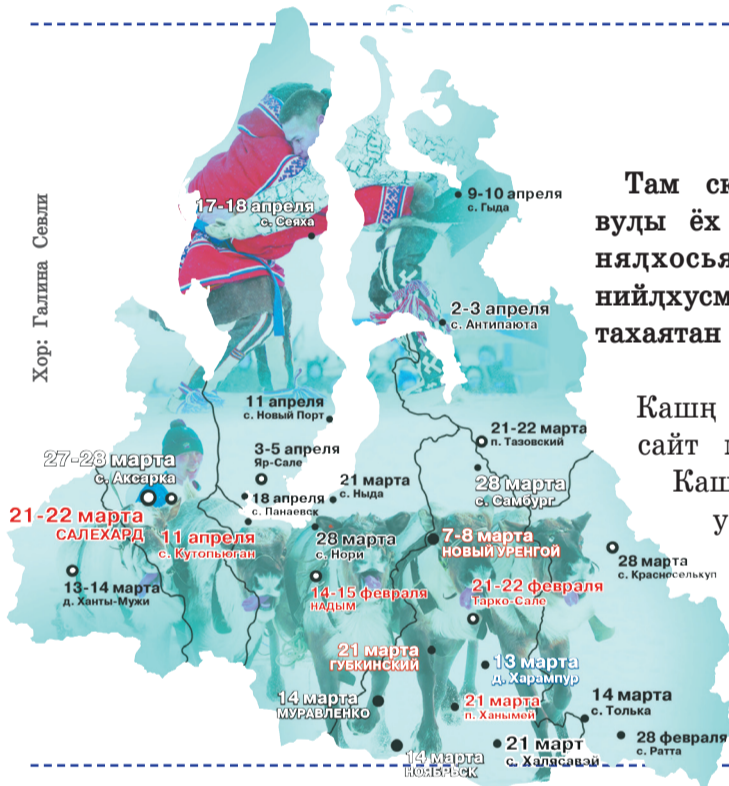 Хор: Галина Севли
17-18 апреля
с. Сеяха
9-10 апреля
с. Гыда
2-3 апреля
с. Антипаюта
11 апреля
с. Новый Порт
21-22 марта
п. Тазовский
3-5 апреля
Яр-Сале
27-28 марта
с. Аксарка
21 марта
с. Ныда
28 марта
с. Самбург
18 апреля
с. Панаевск
21-22 марта
САЛЕХАРД
11 апреля
с. Кутопьюган
28 марта
с. Нори
7-8 марта
НОВЫЙ УРЕНГОЙ
28 марта
с. Красноселькуп
13-14 марта
д. Ханты-Мужи
14-15 февраля
НАДЫМ
21-22 февраля
Тарко-Сале
21 марта
ГУБКИНСКИЙ
13 марта
д. Харампур
14 марта
МУРАВЛЕНКО
21 марта
п. Ханымей
14 марта
с. Толька
14 марта
НОЯБРЬСК
21 март
с. Халясавэй
28 февраля
с. Ратта
Там
вуԓы ёх
няԓхосья
нийԓхусм
тахаятан
Кашӊ
сайт
Каш
у